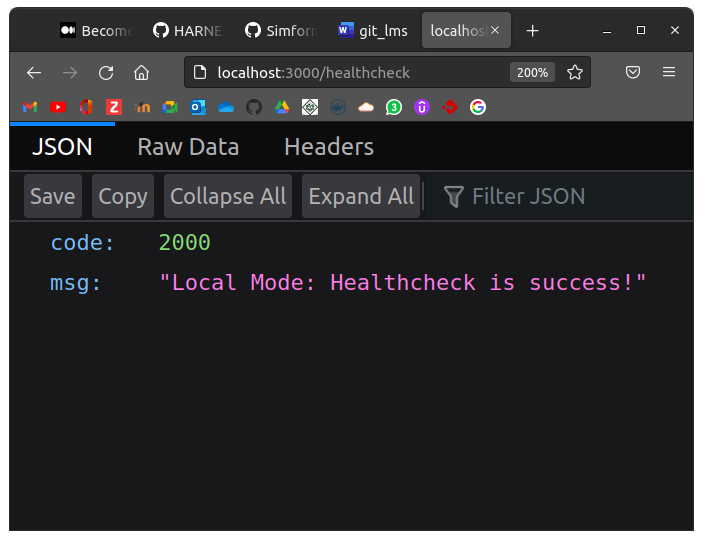 Become HARNE Simforn git_lms localhos
localhost:3000/healthcheck 200%
JSON Raw Data Headers
Save Copy Collapse All Expand All Filter JSON
code: 2000
msg: "Local Mode: Healthcheck is success!"